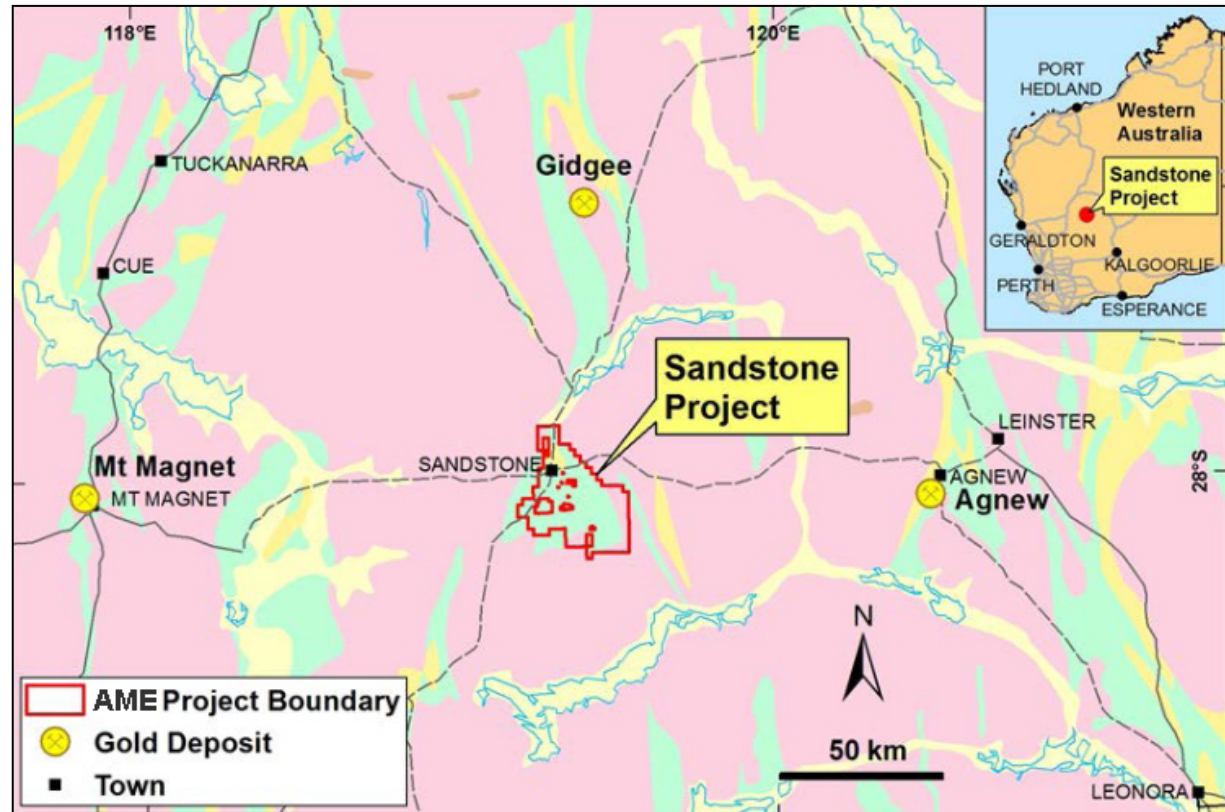 118°E
120°E
TUCKANARRA
Gidgee
CUE
Sandstone
Project
LEINSTER
SANDSTONE
Mt Magnet
MT MAGNET
AGNEW
Agnew
28°S
N
50 km
LEONORA
PORT
HEDLAND
Western
Australia
Sandstone
Project
GERALDTON
KALGOORLIE
PERTH
ESPERANCE
AME Project Boundary
Gold Deposit
Town